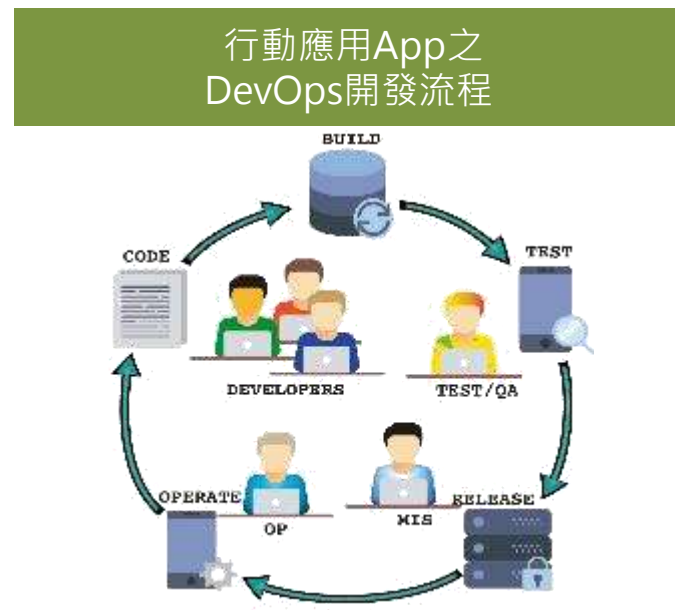 行動應用App之
DevOps開發流程
BUILD
CODE
TEST
DEVELOPERS
TEST/QA
OPERATE
OP
MIS
RELEASE